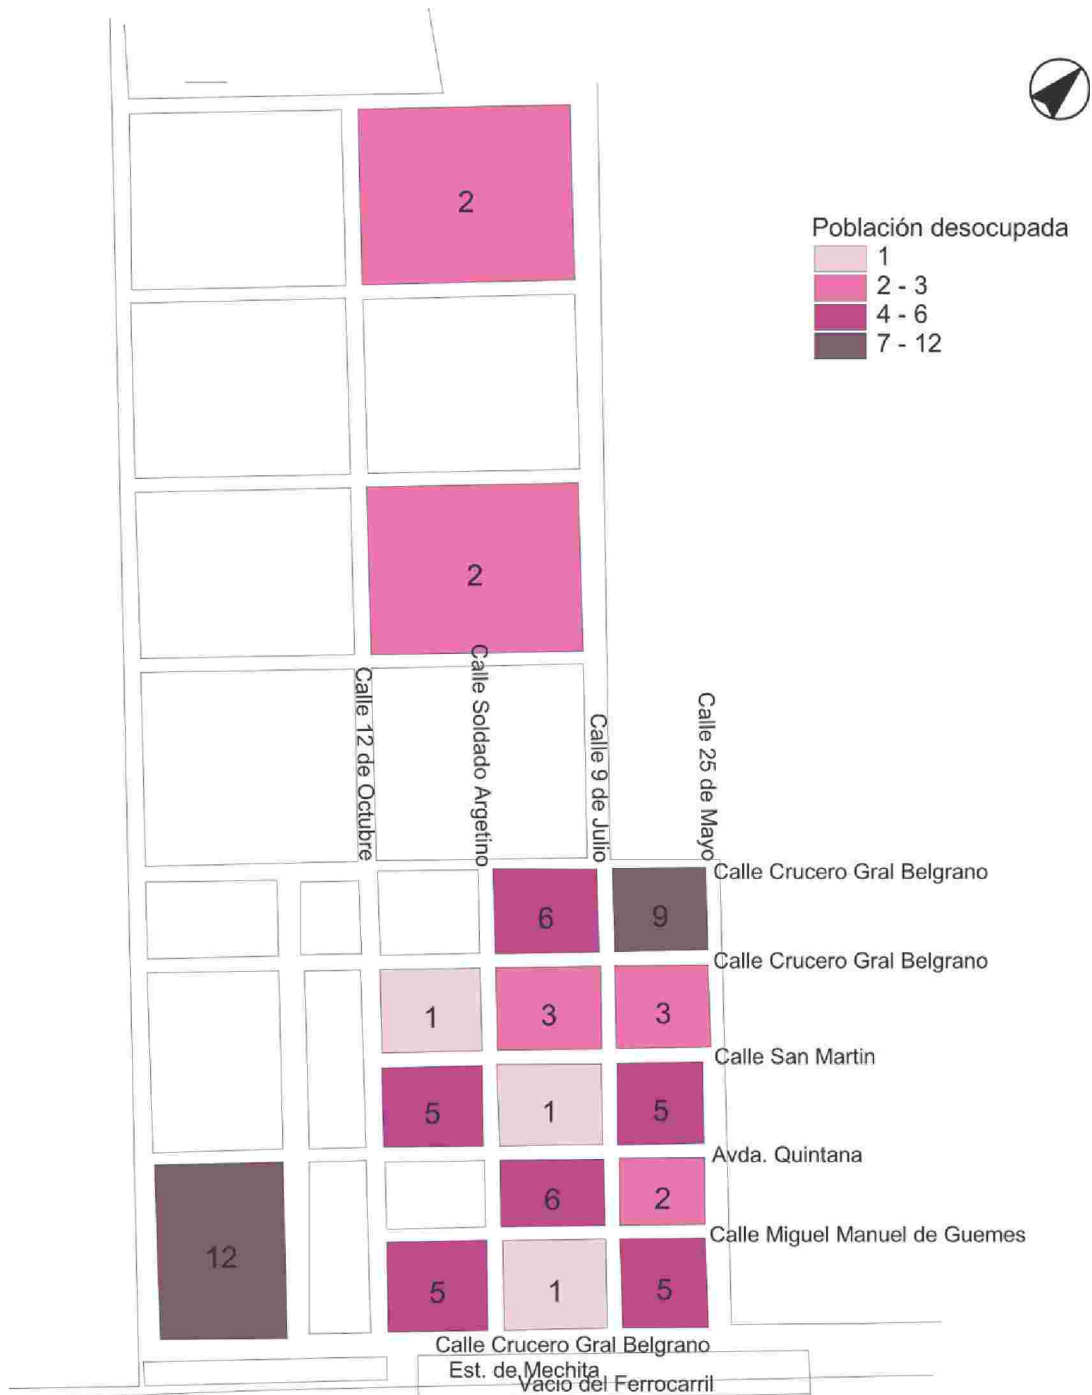 2
Población desocupada
1
2 - 3
4 - 6
7 - 12
2
Calle 12 de Octubre
Calle Soldado Argetino
Calle 9 de Julio
Calle 25 de Mayo
Calle Crucero Gral Belgrano
6
9
Calle Crucero Gral Belgrano
1
3
3
Calle San Martin
5
1
5
Avda. Quintana
6
2
Calle Miguel Manuel de Guemes
12
5
1
5
Calle Crucero Gral Belgrano
Est. de Mechita
Vacio del Ferrocarril